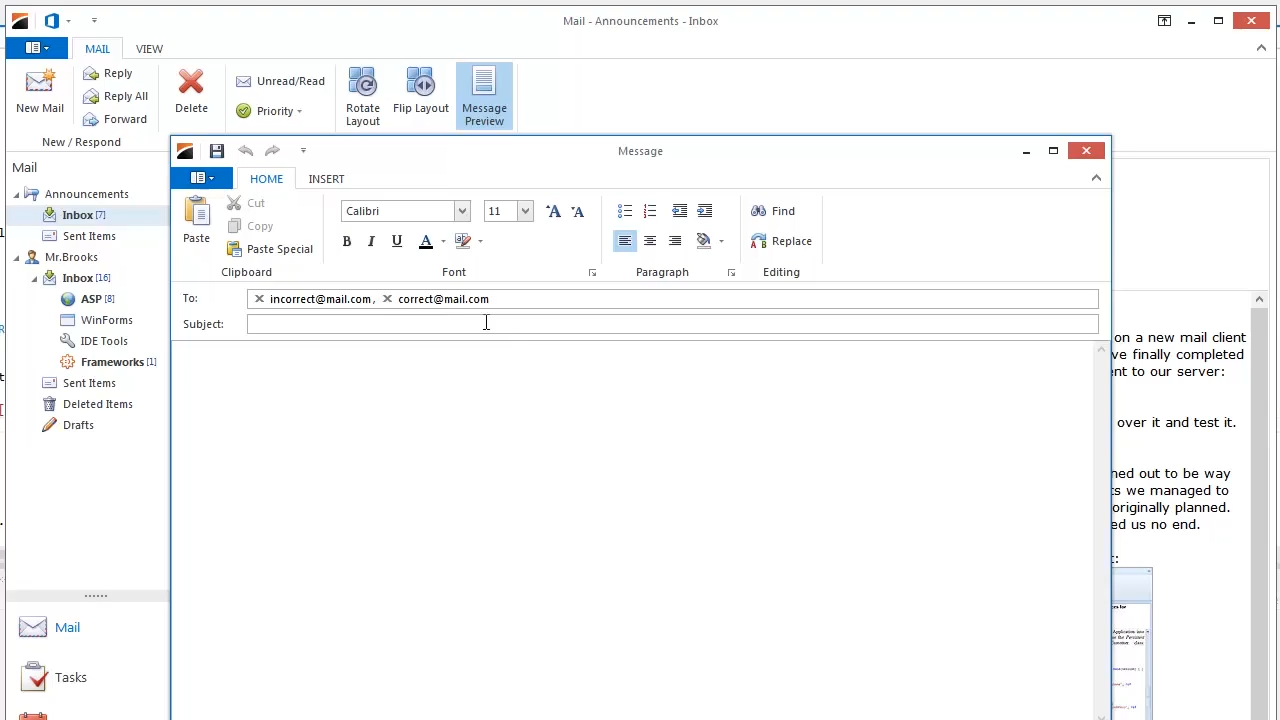 Mail - Announcements - Inbox
MAIL
VIEW
New Mail
Reply
Reply All
Forward
Delete
Unread/Read
Priority
Rotate Layout
Flip Layout
Message Preview
New / Respond
Mail
Announcements
Inbox [7]
Sent Items
Mr.Brooks
Inbox [16]
ASP [8]
WinForms
IDE Tools
Frameworks [1]
Sent Items
Deleted Items
Drafts
Mail
Tasks
Message
HOME
INSERT
Paste
Cut
Copy
Paste Special
Clipboard
Calibri
11
B I U A
Font
Paragraph
Find
Replace
Editing
To:
incorrect@mail.com, correct@mail.com
Subject:
on a new mail client
ve finally completed
ent to our server:
over it and test it.
ned out to be way
ts we managed to
originally planned.
ed us no end.